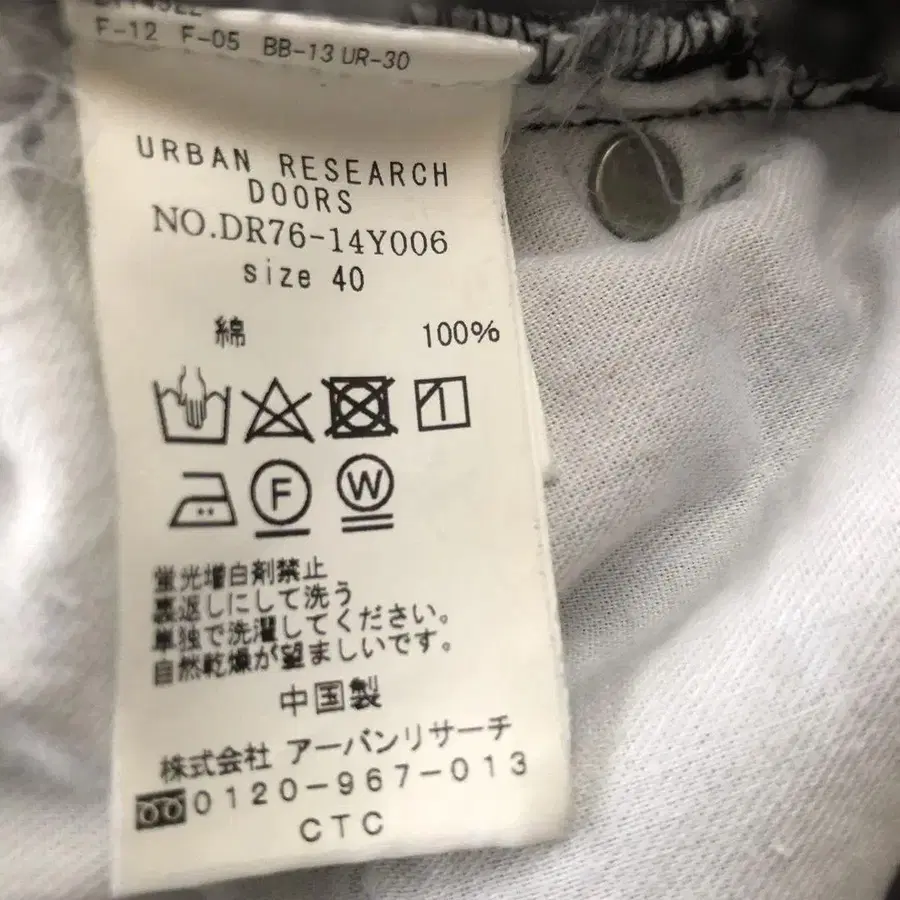 F-12 F-05 BB-13 UR-30
URBAN RESEARCH
DOORS
NO.DR76-14Y006
size 40
綿 100%
F W
蛍光増白剤禁止
裏返しにして洗う
単独で洗濯してください。
自然乾燥が望ましいです。
中国製
株式会社 アーバンリサーチ
0120-967-013
CTC